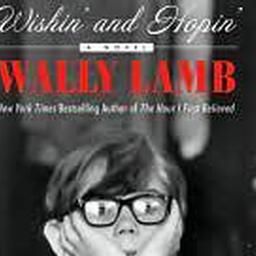 Wishin' and Hopin'
A NOVEL
WALLY LAMB
New York Times Bestselling Author of The Hour I First Believed